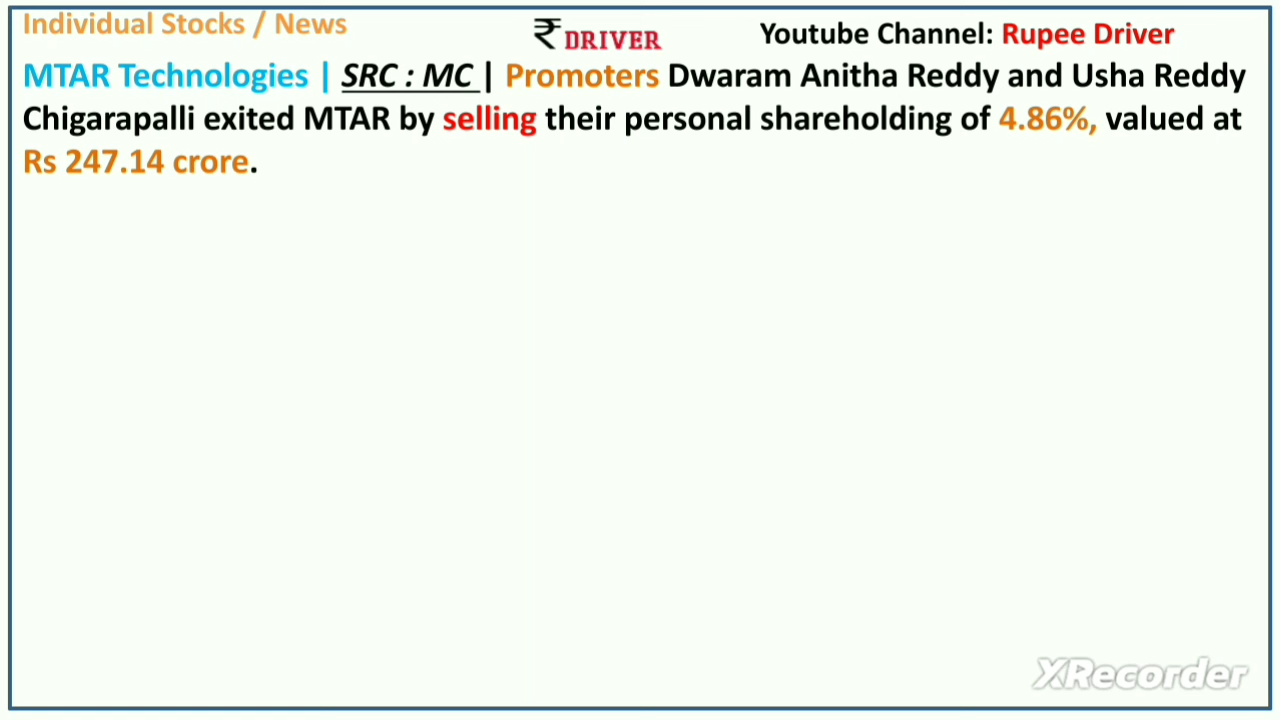 Individual Stocks / News
₹ DRIVER
Youtube Channel: Rupee Driver
MTAR Technologies | SRC : MC | Promoters Dwaram Anitha Reddy and Usha Reddy
Chigarapalli exited MTAR by selling their personal shareholding of 4.86%, valued at
Rs 247.14 crore.
XRecorder